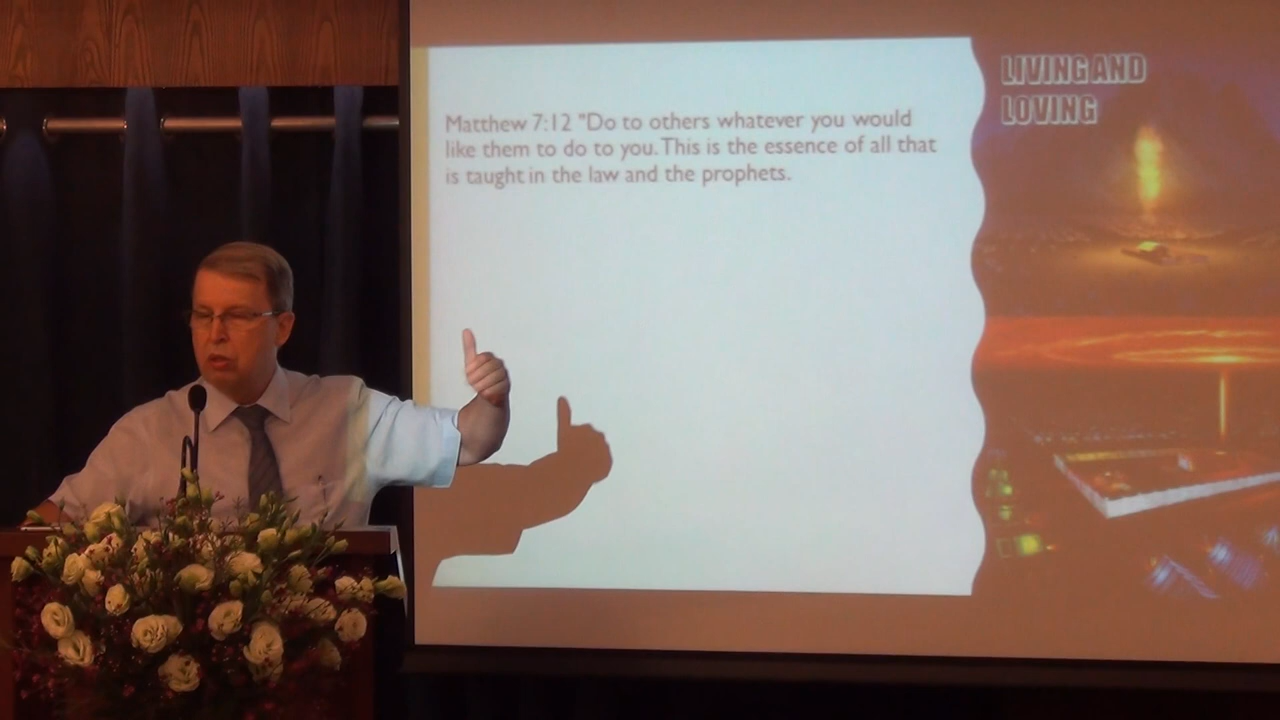 LIVING AND
LOVING
Matthew 7:12 "Do to others whatever you would
like them to do to you. This is the essence of all that
is taught in the law and the prophets.